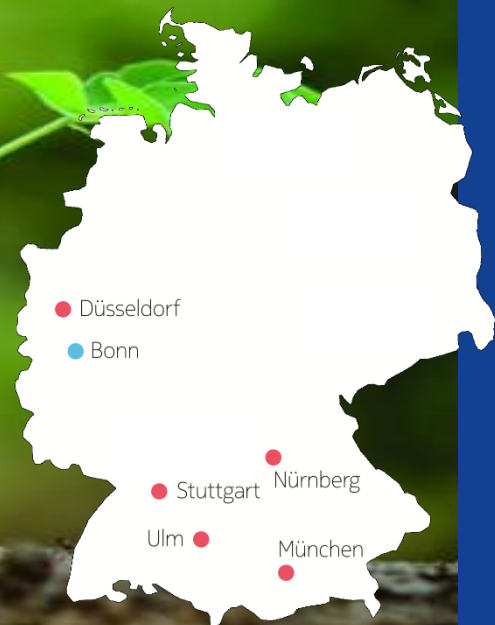 Düsseldorf
Bonn
Nürnberg
Stuttgart
Ulm
München